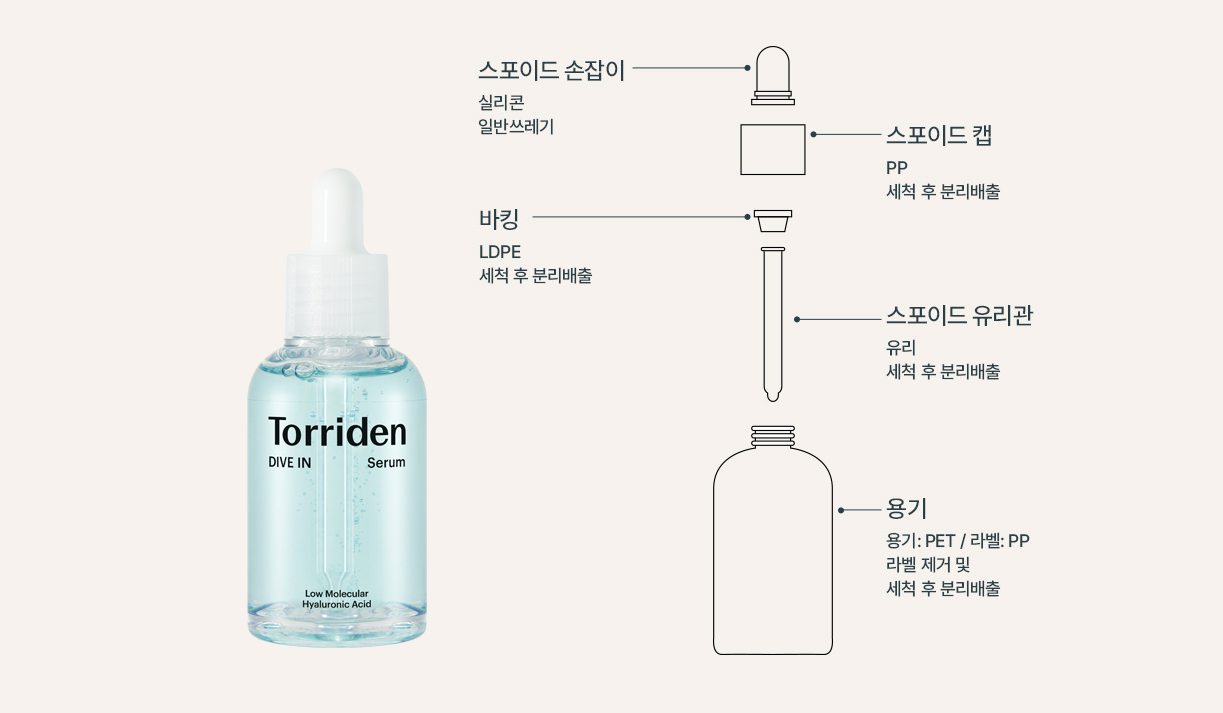 스포이드 손잡이
실리콘
일반쓰레기
스포이드 캡
PP
세척 후 분리배출
바킹
LDPE
세척 후 분리배출
스포이드 유리관
유리
세척 후 분리배출
용기
용기: PET / 라벨: PP
라벨 제거 및
세척 후 분리배출
Torriden
DIVE IN Serum
Low Molecular
Hyaluronic Acid